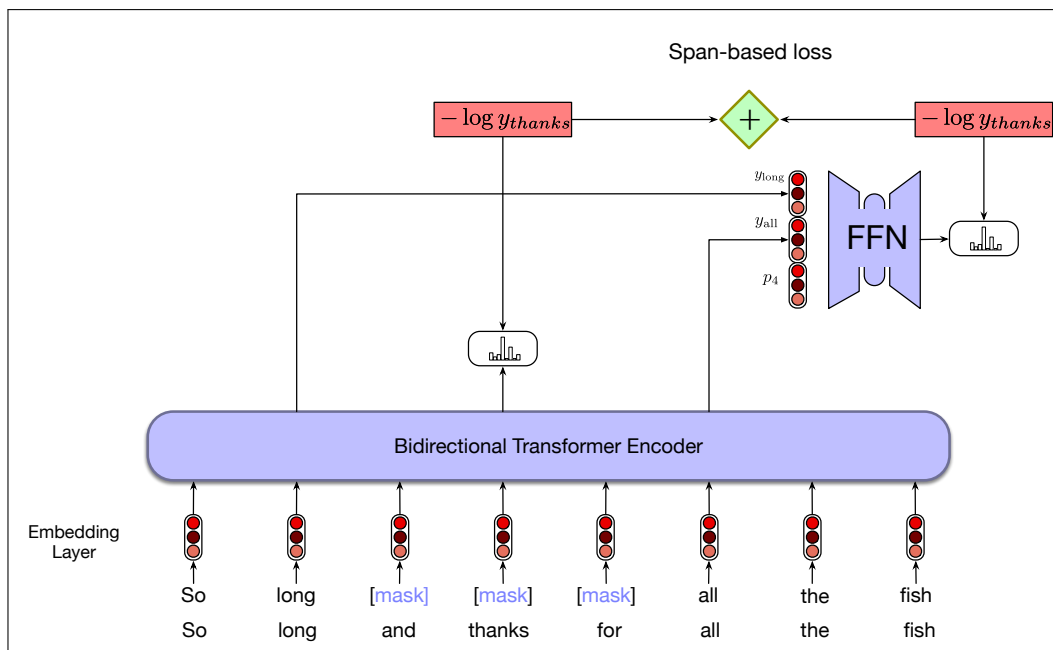 Span-based loss
− log y_thanks
+
− log y_thanks
y_long
y_all
FFN
p_4
Bidirectional Transformer Encoder
Embedding
Layer
So long [mask] [mask] [mask] all the fish
So long and thanks for all the fish